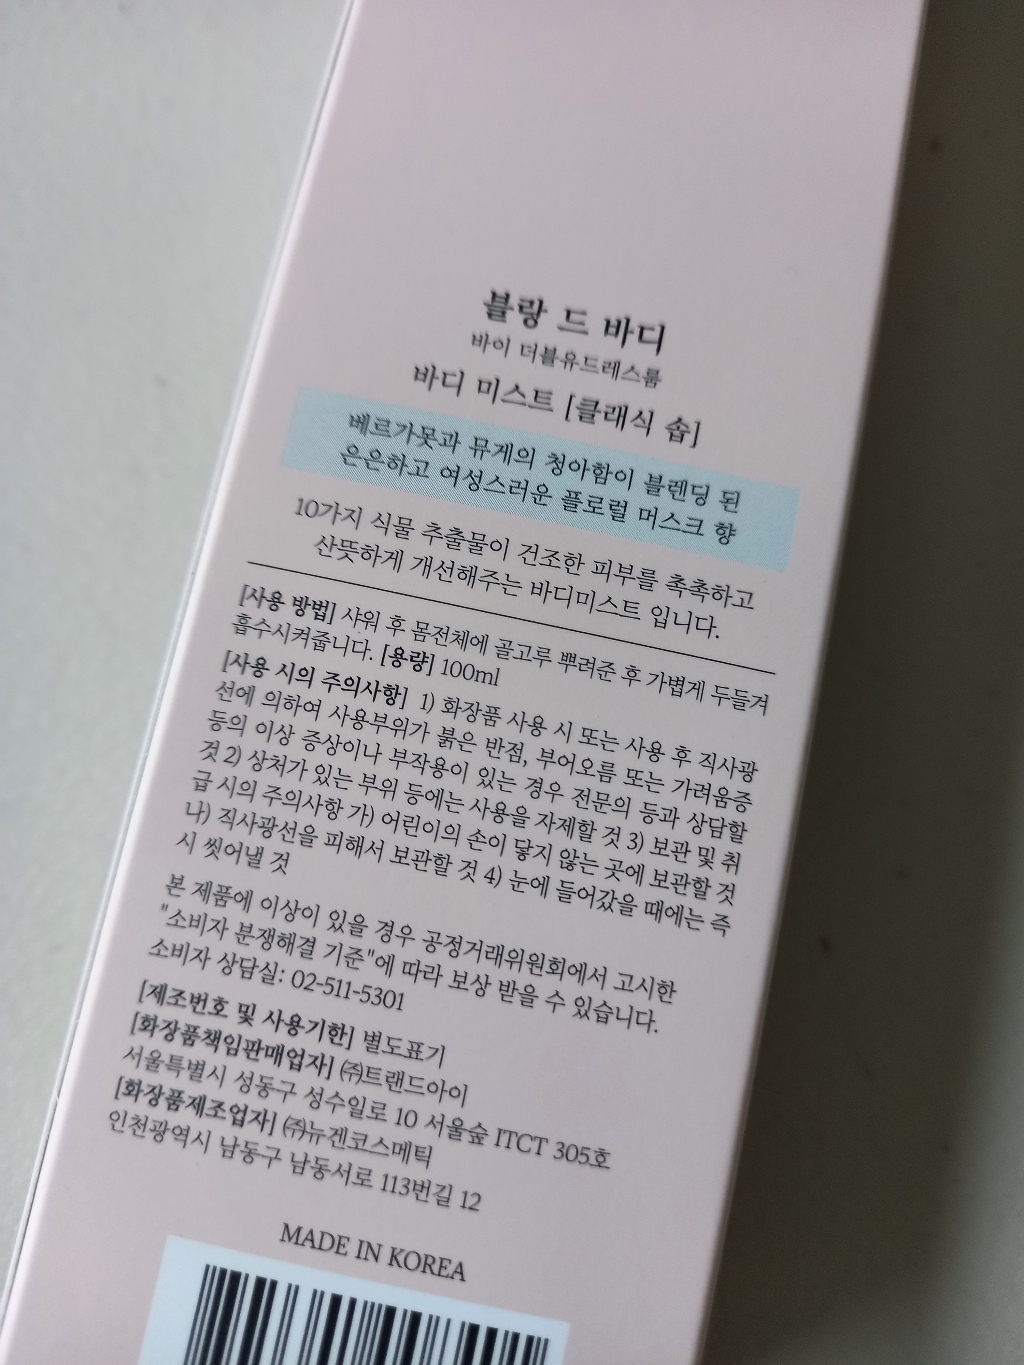 블랑 드 바디
바이 더블유드레스룸
바디 미스트 [클래식 솝]
베르가못과 뮤게의 청아함이 블렌딩 된
은은하고 여성스러운 플로럴 머스크 향
10가지 식물 추출물이 건조한 피부를 촉촉하고
산뜻하게 개선해주는 바디미스트 입니다.
[사용 방법] 샤워 후 몸전체에 골고루 뿌려준 후 가볍게 두들겨
흡수시켜줍니다. [용량] 100ml
[사용 시의 주의사항] 1) 화장품 사용 시 또는 사용 후 직사광
선에 의하여 사용부위가 붉은 반점, 부어오름 또는 가려움증
등의 이상 증상이나 부작용이 있는 경우 전문의 등과 상담할
것 2) 상처가 있는 부위 등에는 사용을 자제할 것 3) 보관 및 취
급 시의 주의사항 가) 어린이의 손이 닿지 않는 곳에 보관할 것
나) 직사광선을 피해서 보관할 것 4) 눈에 들어갔을 때에는 즉
시 씻어낼 것
본 제품에 이상이 있을 경우 공정거래위원회에서 고시한
"소비자 분쟁해결 기준"에 따라 보상 받을 수 있습니다.
소비자 상담실: 02-511-5301
[제조번호 및 사용기한] 별도표기
[화장품책임판매업자] ㈜트랜드아이
서울특별시 성동구 성수일로 10 서울숲 ITCT 305호
[화장품제조업자] ㈜뉴겐코스메틱
인천광역시 남동구 남동서로 113번길 12
MADE IN KOREA